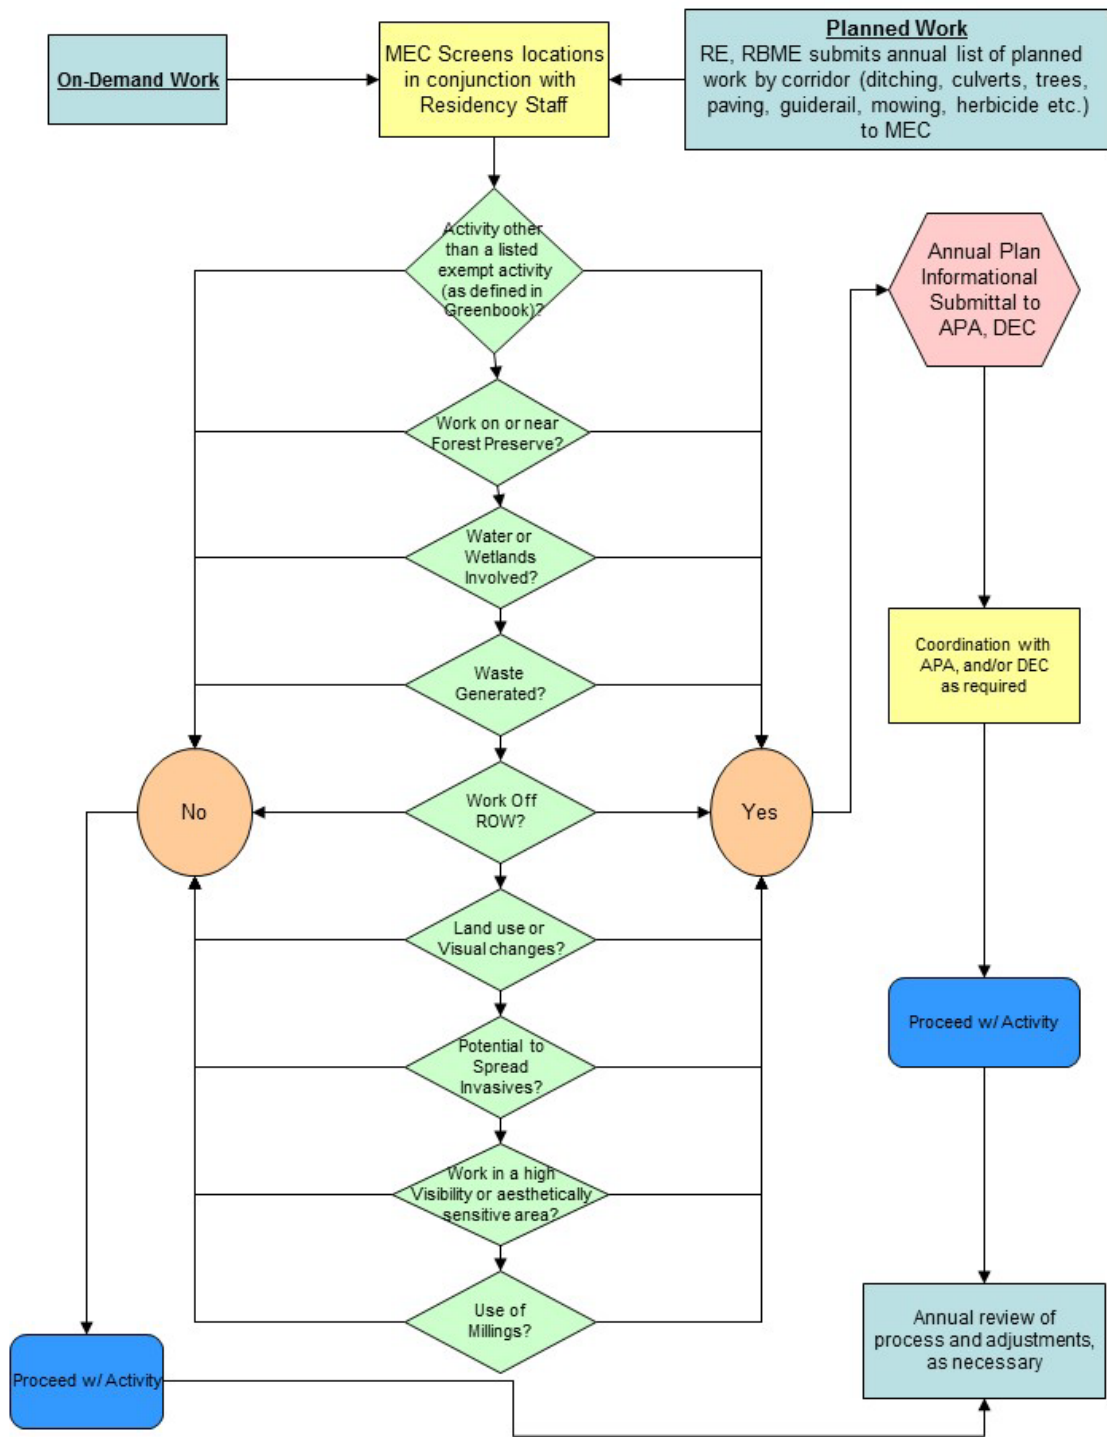 On-Demand Work
MEC Screens locations
in conjunction with
Residency Staff
Planned Work
RE, RBME submits annual list of planned
work by corridor (ditching, culverts, trees,
paving, guiderail, mowing, herbicide etc.)
to MEC
Activity other
than a listed
exempt activity
(as defined in
Greenbook)?
Annual Plan
Informational
Submittal to
APA, DEC
Work on or near
Forest Preserve?
Water or
Wetlands
Involved?
Waste
Generated?
Coordination with
APA, and/or DEC
as required
No
Work Off
ROW?
Yes
Land use or
Visual changes?
Proceed w/ Activity
Potential to
Spread
Invasives?
Work in a high
Visibility or aesthetically
sensitive area?
Use of
Millings?
Annual review of
process and adjustments,
as necessary
Proceed w/ Activity